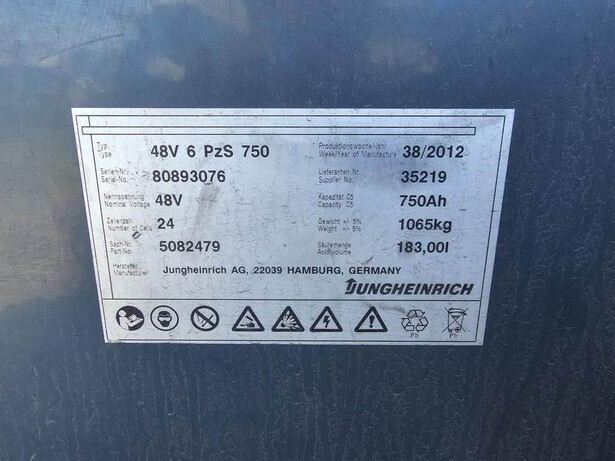 Typ. 48V 6 PzS 750 Produktionswoche/-jahr 38/2012
Type Week/Year of Manufacture
Serien-Nr. 80893076 Lieferanten Nr. 35219
Serial-No. Supplier No.
Nennspannung 48V Kapazität C5 750Ah
Nominal Voltage Capacity C5
Zellenzahl 24 Gewicht +/- 5% 1065kg
Number of Cells Weight +/- 5%
Sach-Nr. 5082479 Säuremenge 183,00l
Part-No: Acid volume
Hersteller Jungheinrich AG, 22039 HAMBURG, GERMANY
Manufacturer
JUNGHEINRICH
Pb Pb